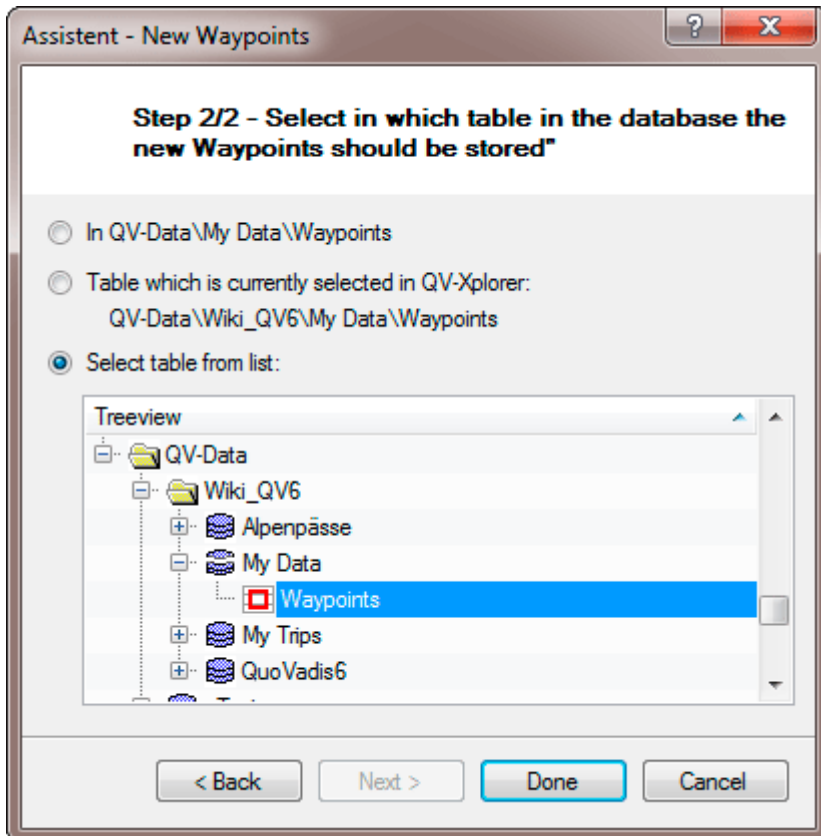 Assistent - New Waypoints
Step 2/2 - Select in which table in the database the
new Waypoints should be stored"
In QV-Data\My Data\Waypoints
Table which is currently selected in QV-Xplorer:
QV-Data\Wiki_QV6\My Data\Waypoints
Select table from list:
Treeview
QV-Data
Wiki_QV6
Alpenpässe
My Data
Waypoints
My Trips
QuoVadis6
< Back Next > Done Cancel